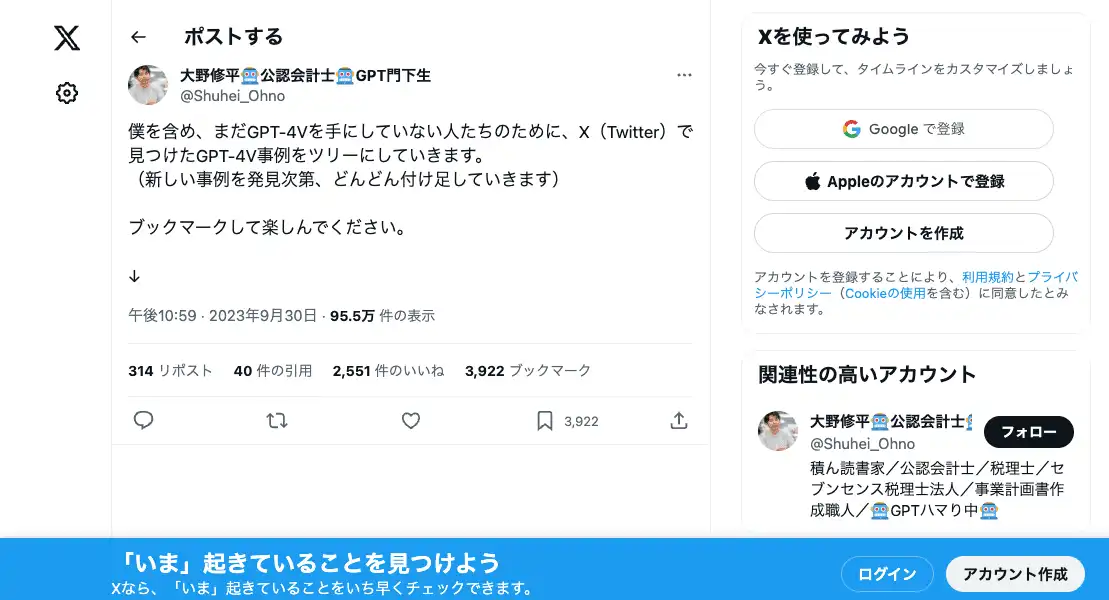 ポストする
大野修平🤖公認会計士🤖GPT門下生
@Shuhei_Ohno
僕を含め、まだGPT-4Vを手にしていない人たちのために、X（Twitter）で
見つけたGPT-4V事例をツリーにしていきます。
（新しい事例を発見次第、どんどん付け足していきます）
ブックマークして楽しんでください。
↓
午後10:59 · 2023年9月30日 · 95.5万 件の表示
314 リポスト 40 件の引用 2,551 件のいいね 3,922 ブックマーク
3,922
Xを使ってみよう
今すぐ登録して、タイムラインをカスタマイズしましょ
う。
Google で登録
Appleのアカウントで登録
アカウントを作成
アカウントを登録することにより、利用規約とプライバ
シーポリシー（Cookieの使用を含む）に同意したとみ
なされます。
関連性の高いアカウント
大野修平🤖公認会計士🤖
フォロー
@Shuhei_Ohno
積ん読書家／公認会計士／税理士／セ
ブンセンス税理士法人／事業計画書作
成職人／🤖GPTハマり中🤖
「いま」起きていることを見つけよう
Xなら、「いま」起きていることをいち早くチェックできます。
ログイン
アカウント作成